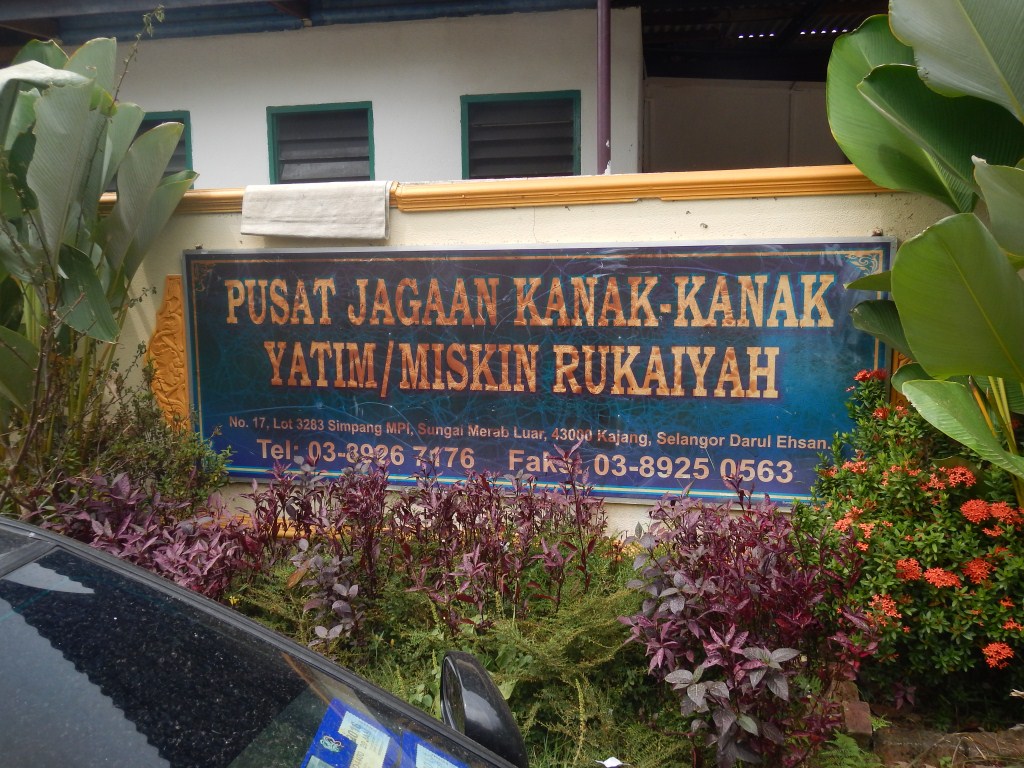 PUSAT JAGAAN KANAK-KANAK
YATIM/MISKIN RUKAIYAH
No. 17, Lot 3283 Simpang MPI, Sungai Merab Luar, 43000 Kajang, Selangor Darul Ehsan.
Tel: 03-8926 7176 Faks: 03-8925 0563